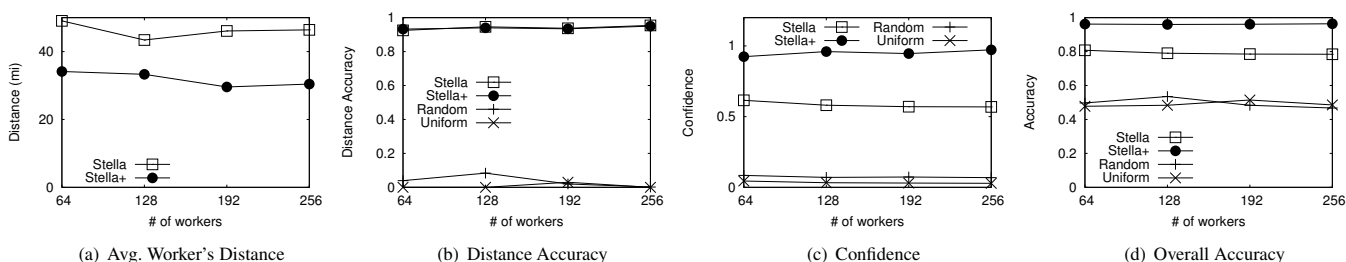 Distance (mi)
40
0
64
128
192
256
# of workers
Stella
Stella+
(a) Avg. Worker's Distance
Distance Accuracy
1
0.8
0.6
0.4
0.2
0
64
128
192
256
# of workers
Stella
Stella+
Random
Uniform
(b) Distance Accuracy
Confidence
1
0.5
0
64
128
192
256
# of workers
Stella
Stella+
Random
Uniform
(c) Confidence
Accuracy
1
0.8
0.6
0.4
0.2
0
64
128
192
256
# of workers
Stella
Stella+
Random
Uniform
(d) Overall Accuracy